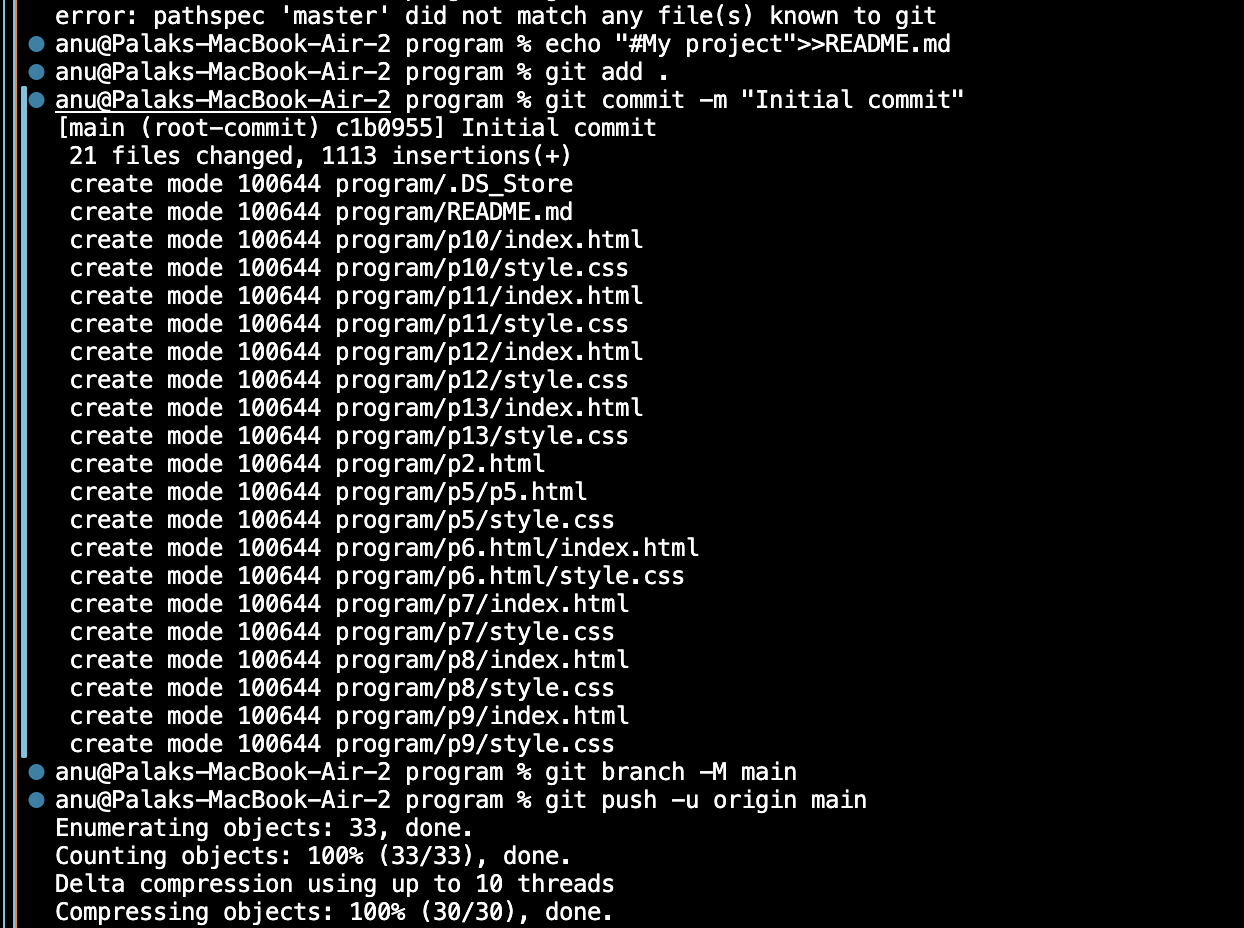 error: pathspec 'master' did not match any file(s) known to git
anu@Palaks-MacBook-Air-2 program % echo "#My project">>README.md
anu@Palaks-MacBook-Air-2 program % git add .
anu@Palaks-MacBook-Air-2 program % git commit -m "Initial commit"
[main (root-commit) c1b0955] Initial commit
 21 files changed, 1113 insertions(+)
 create mode 100644 program/.DS_Store
 create mode 100644 program/README.md
 create mode 100644 program/p10/index.html
 create mode 100644 program/p10/style.css
 create mode 100644 program/p11/index.html
 create mode 100644 program/p11/style.css
 create mode 100644 program/p12/index.html
 create mode 100644 program/p12/style.css
 create mode 100644 program/p13/index.html
 create mode 100644 program/p13/style.css
 create mode 100644 program/p2.html
 create mode 100644 program/p5/p5.html
 create mode 100644 program/p5/style.css
 create mode 100644 program/p6.html/index.html
 create mode 100644 program/p6.html/style.css
 create mode 100644 program/p7/index.html
 create mode 100644 program/p7/style.css
 create mode 100644 program/p8/index.html
 create mode 100644 program/p8/style.css
 create mode 100644 program/p9/index.html
 create mode 100644 program/p9/style.css
anu@Palaks-MacBook-Air-2 program % git branch -M main
anu@Palaks-MacBook-Air-2 program % git push -u origin main
Enumerating objects: 33, done.
Counting objects: 100% (33/33), done.
Delta compression using up to 10 threads
Compressing objects: 100% (30/30), done.